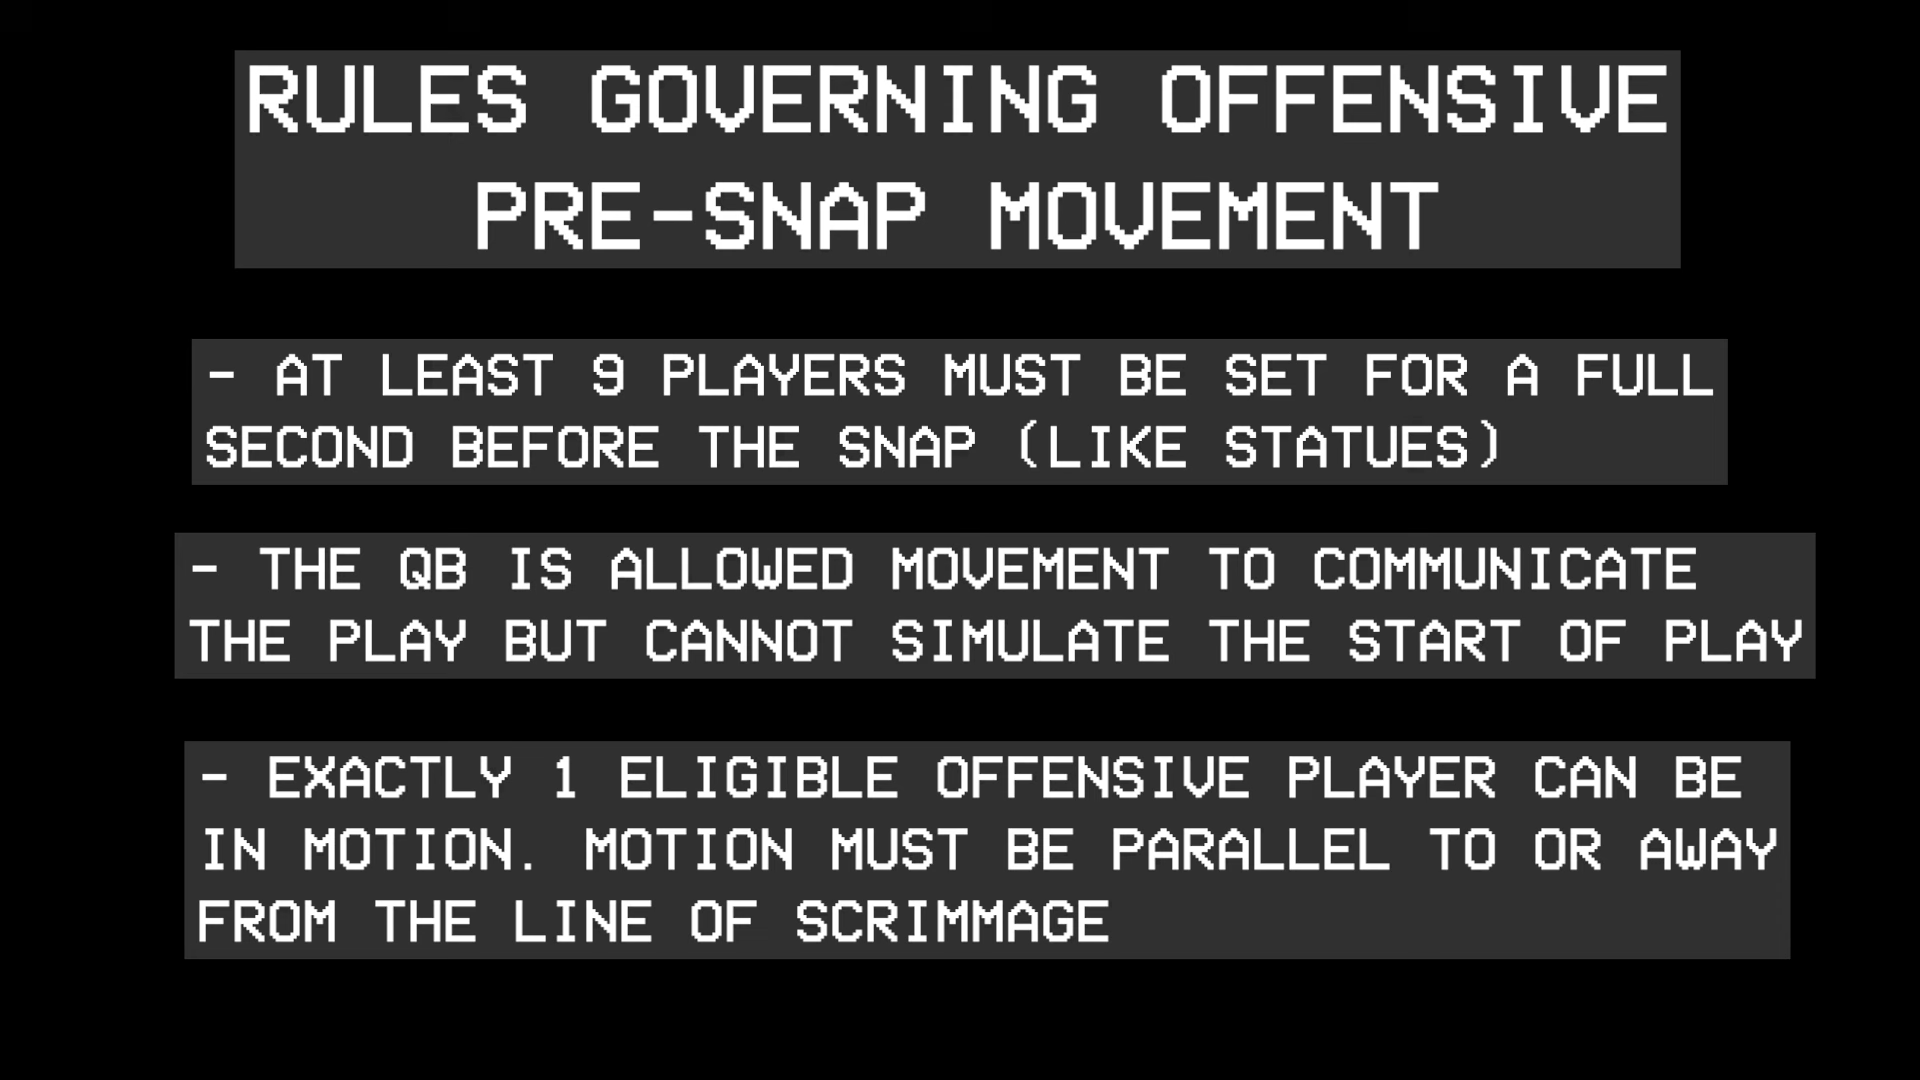 RULES GOVERNING OFFENSIVE
PRE-SNAP MOVEMENT
- AT LEAST 9 PLAYERS MUST BE SET FOR A FULL
SECOND BEFORE THE SNAP (LIKE STATUES)
- THE QB IS ALLOWED MOVEMENT TO COMMUNICATE
THE PLAY BUT CANNOT SIMULATE THE START OF PLAY
- EXACTLY 1 ELIGIBLE OFFENSIVE PLAYER CAN BE
IN MOTION. MOTION MUST BE PARALLEL TO OR AWAY
FROM THE LINE OF SCRIMMAGE